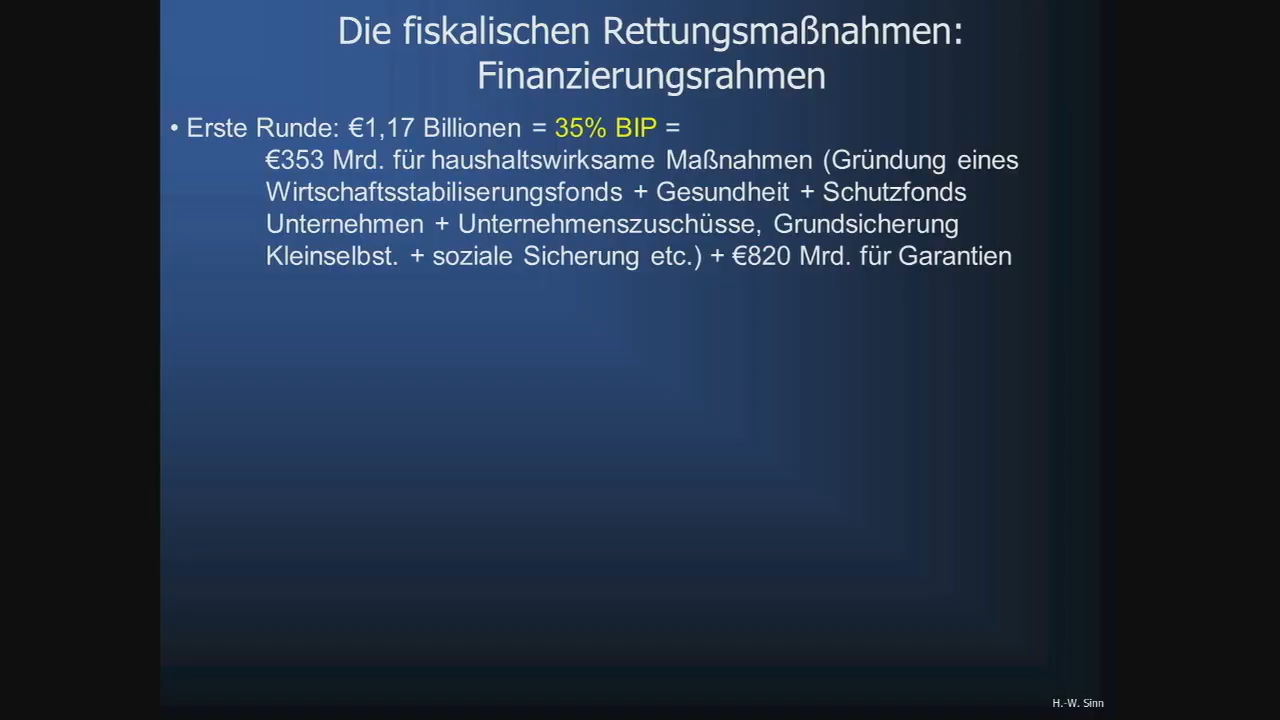 Die fiskalischen Rettungsmaßnahmen:
Finanzierungsrahmen
• Erste Runde: €1,17 Billionen = 35% BIP =
€353 Mrd. für haushaltswirksame Maßnahmen (Gründung eines
Wirtschaftsstabiliserungsfonds + Gesundheit + Schutzfonds
Unternehmen + Unternehmenszuschüsse, Grundsicherung
Kleinselbst. + soziale Sicherung etc.) + €820 Mrd. für Garantien
H.-W. Sinn